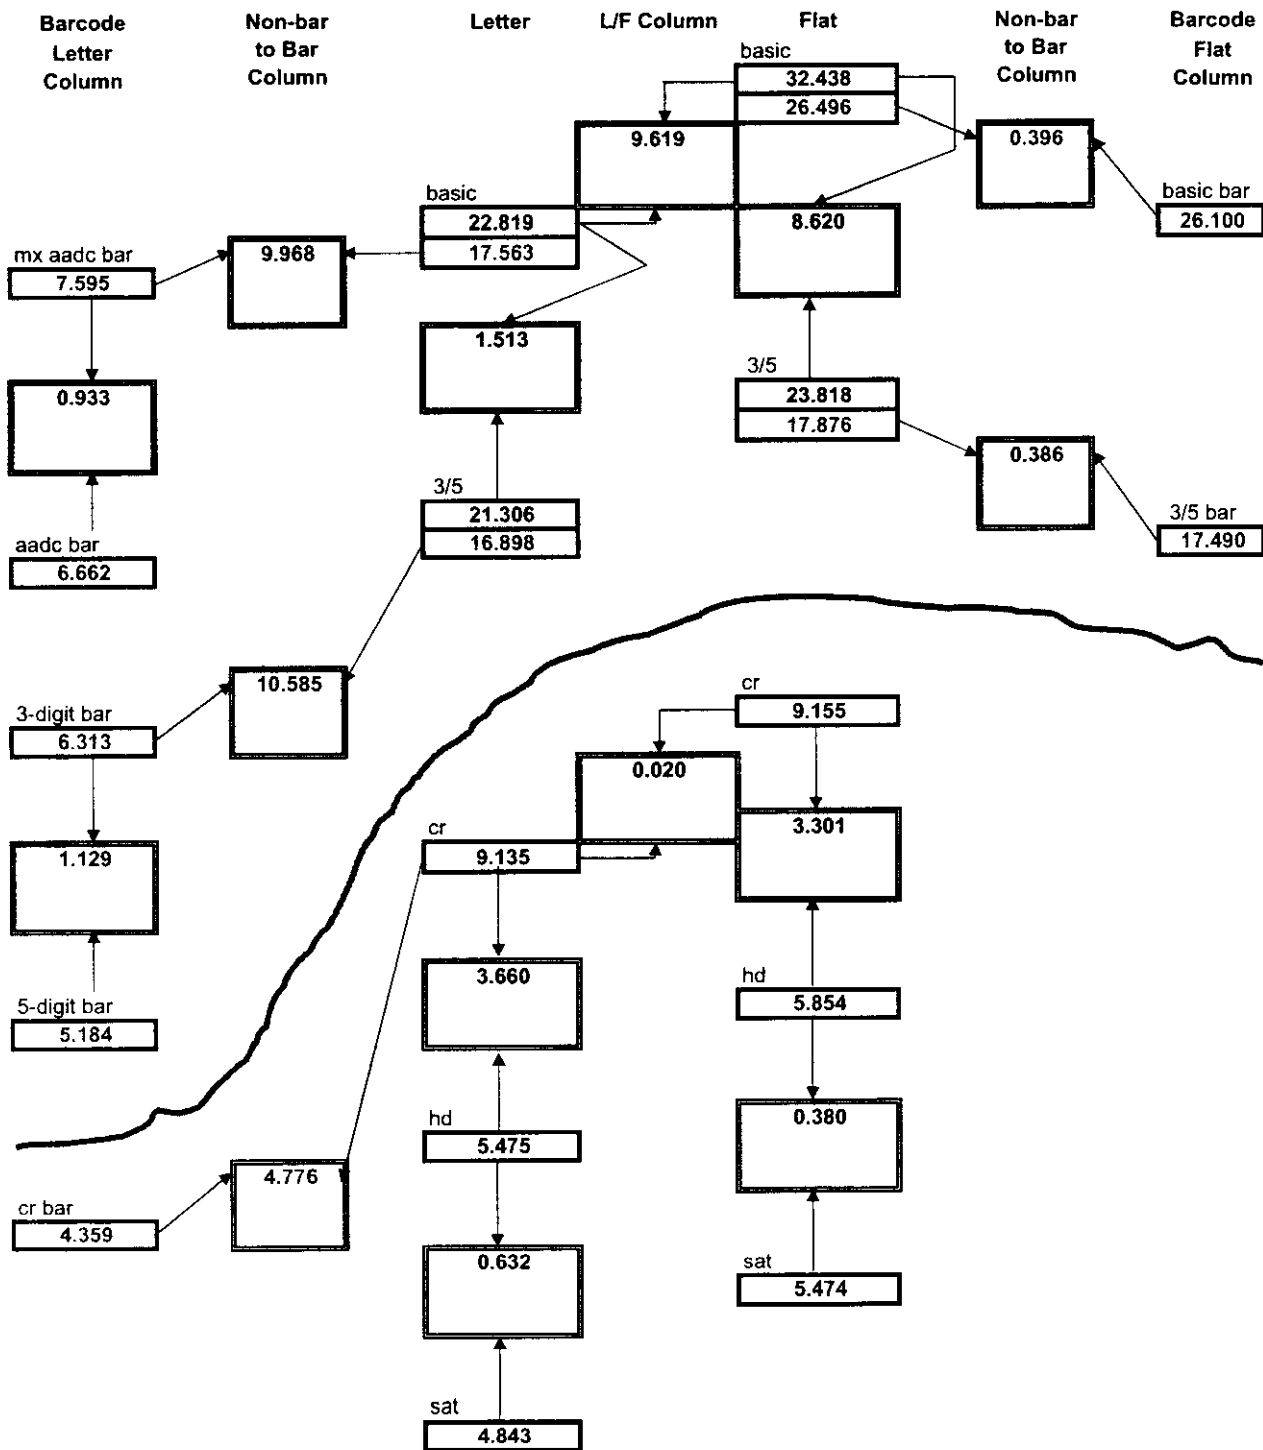 Barcode
Letter
Column
Non-bar
to Bar
Column
Letter
L/F Column
Flat
Non-bar
to Bar
Column
Barcode
Flat
Column
basic
32.438
26.496
9.619
0.396
basic bar
26.100
basic
22.819
17.563
8.620
mx aadc bar
7.595
9.968
1.513
0.933
3/5
23.818
17.876
0.386
3/5
21.306
16.898
3/5 bar
17.490
aadc bar
6.662
10.585
3-digit bar
6.313
cr
9.155
0.020
3.301
cr
9.135
1.129
3.660
hd
5.854
5-digit bar
5.184
0.380
hd
5.475
4.776
cr bar
4.359
0.632
sat
5.474
sat
4.843